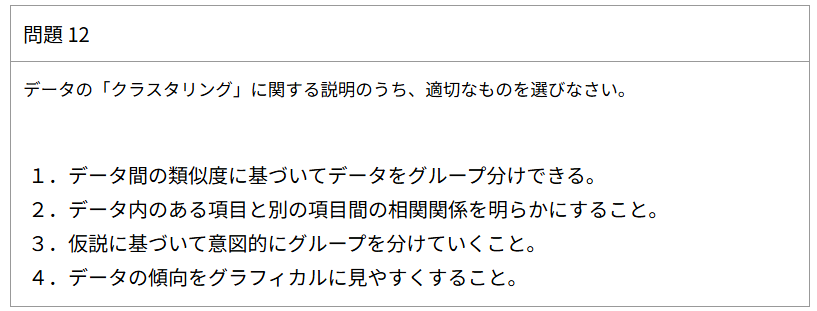 問題 12
データの「クラスタリング」に関する説明のうち、適切なものを選びなさい。
１．データ間の類似度に基づいてデータをグループ分けできる。
２．データ内のある項目と別の項目間の相関関係を明らかにすること。
３．仮説に基づいて意図的にグループを分けていくこと。
４．データの傾向をグラフィカルに見やすくすること。